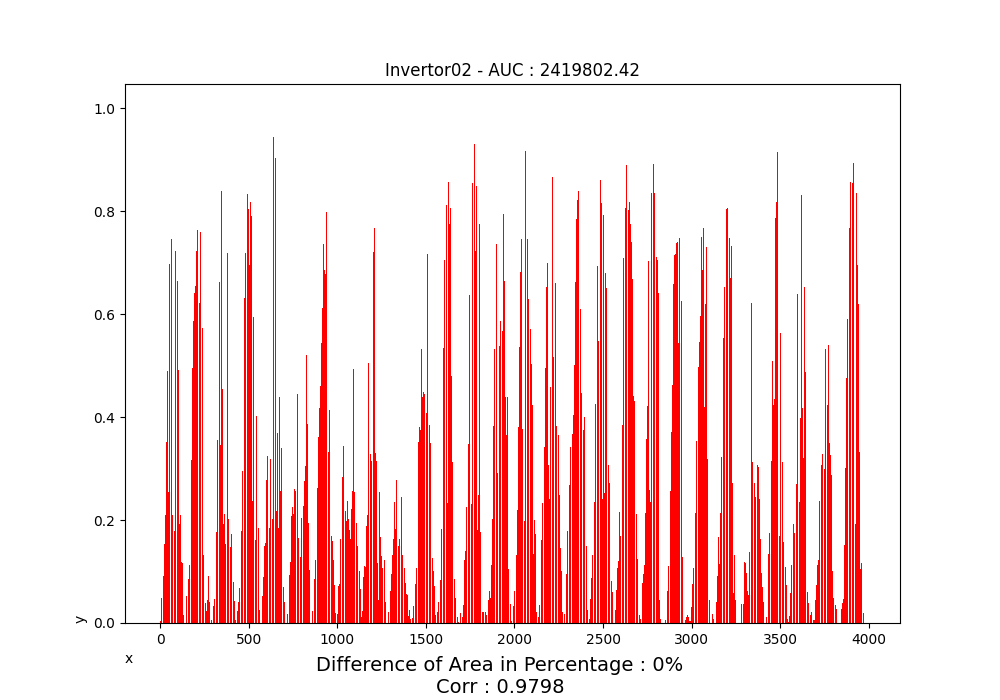 Invertor02 - AUC : 2419802.42
1.0
0.8
0.6
0.4
0.2
0.0
y
0 500 1000 1500 2000 2500 3000 3500 4000
x
Difference of Area in Percentage : 0%
Corr : 0.9798